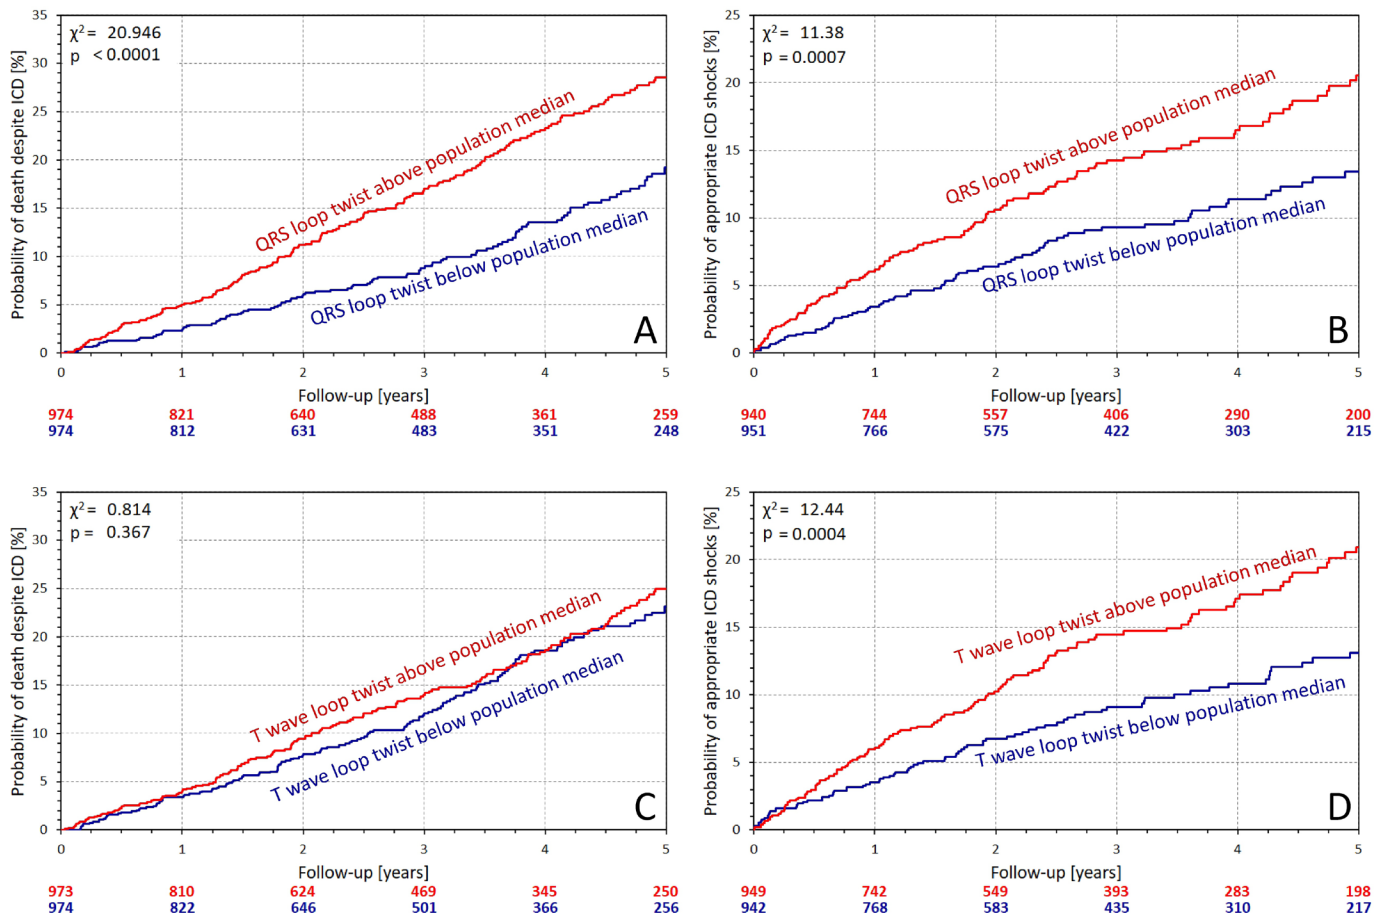 Probability of death despite ICD [%]
35
30
25
20
15
10
5
0
χ² = 20.946
p < 0.0001
QRS loop twist above population median
QRS loop twist below population median
A
0 1 2 3 4 5
Follow-up [years]
974 821 640 488 361 259
974 812 631 483 351 248
Probability of appropriate ICD shocks [%]
25
20
15
10
5
0
χ² = 11.38
p = 0.0007
QRS loop twist above population median
QRS loop twist below population median
B
0 1 2 3 4 5
Follow-up [years]
940 744 557 406 290 200
951 766 575 422 303 215
Probability of death despite ICD [%]
35
30
25
20
15
10
5
0
χ² = 0.814
p = 0.367
T wave loop twist above population median
T wave loop twist below population median
C
0 1 2 3 4 5
Follow-up [years]
973 810 624 469 345 250
974 822 646 501 366 256
Probability of appropriate ICD shocks [%]
25
20
15
10
5
0
χ² = 12.44
p = 0.0004
T wave loop twist above population median
T wave loop twist below population median
D
0 1 2 3 4 5
Follow-up [years]
949 742 549 393 283 198
942 768 583 435 310 217